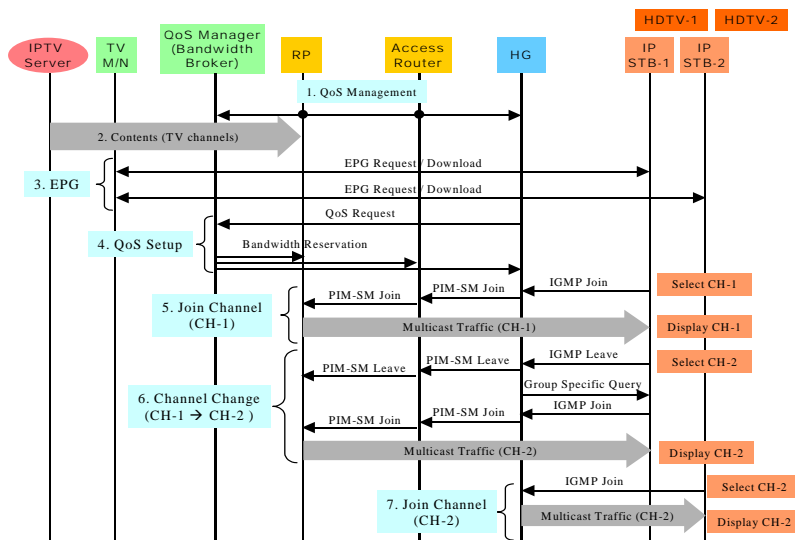 HDTV-1 HDTV-2
IPTV
Server
TV
M/N
QoS Manager
(Bandwidth
Broker)
RP
Access
Router
HG
IP
STB-1
IP
STB-2
1. QoS Management
2. Contents (TV channels)
EPG Request / Download
3. EPG
EPG Request / Download
QoS Request
4. QoS Setup
Bandwidth Reservation
IGMP Join
Select CH-1
PIM-SM Join
PIM-SM Join
5. Join Channel
(CH-1)
Multicast Traffic (CH-1)
Display CH-1
IGMP Leave
Select CH-2
PIM-SM Leave
PIM-SM Leave
Group Specific Query
6. Channel Change
(CH-1 → CH-2 )
IGMP Join
PIM-SM Join
PIM-SM Join
Multicast Traffic (CH-2)
Display CH-2
IGMP Join
Select CH-2
7. Join Channel
(CH-2)
Multicast Traffic (CH-2)
Display CH-2